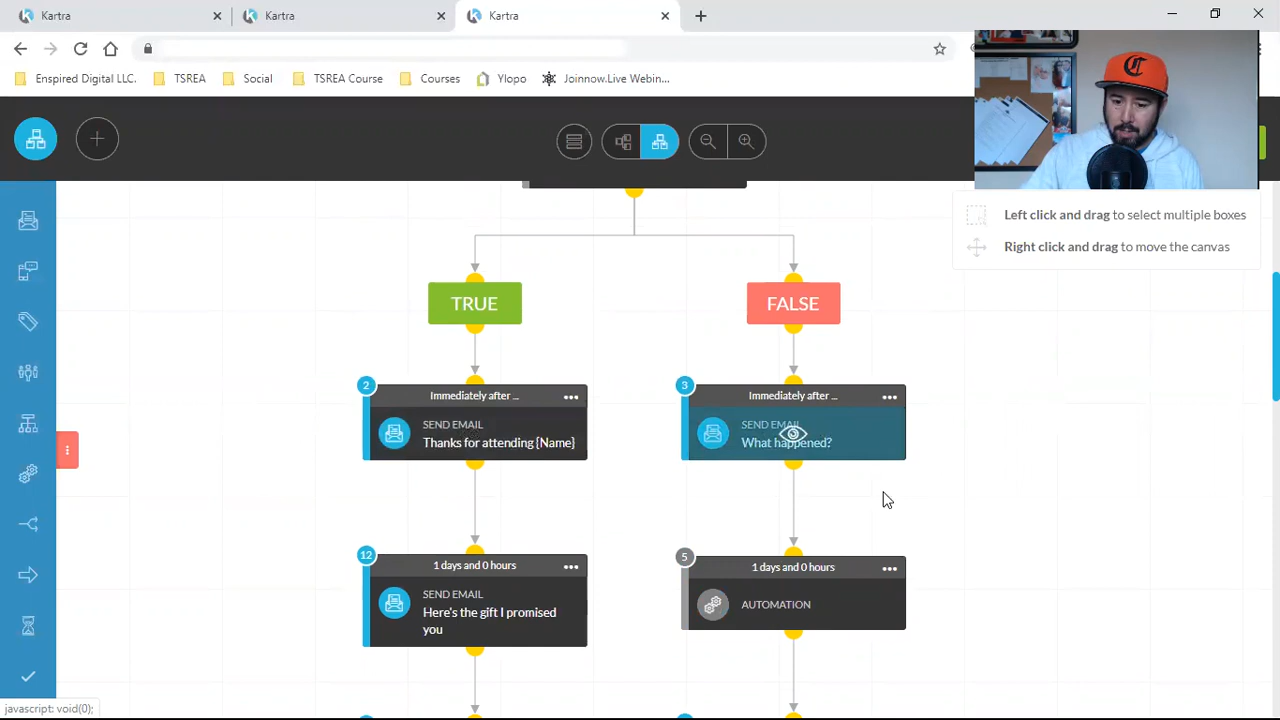 Kartra
Kartra
Kartra
Enspired Digital LLC.
TSREA
Social
TSREA Course
Courses
Ylopo
Joinnow.Live Webin...
Left click and drag to select multiple boxes
Right click and drag to move the canvas
TRUE
FALSE
2
Immediately after ...
SEND EMAIL
Thanks for attending {Name}
3
Immediately after ...
SEND EMAIL
What happened?
12
1 days and 0 hours
SEND EMAIL
Here's the gift I promised
you
5
1 days and 0 hours
AUTOMATION
javascript: void(0);